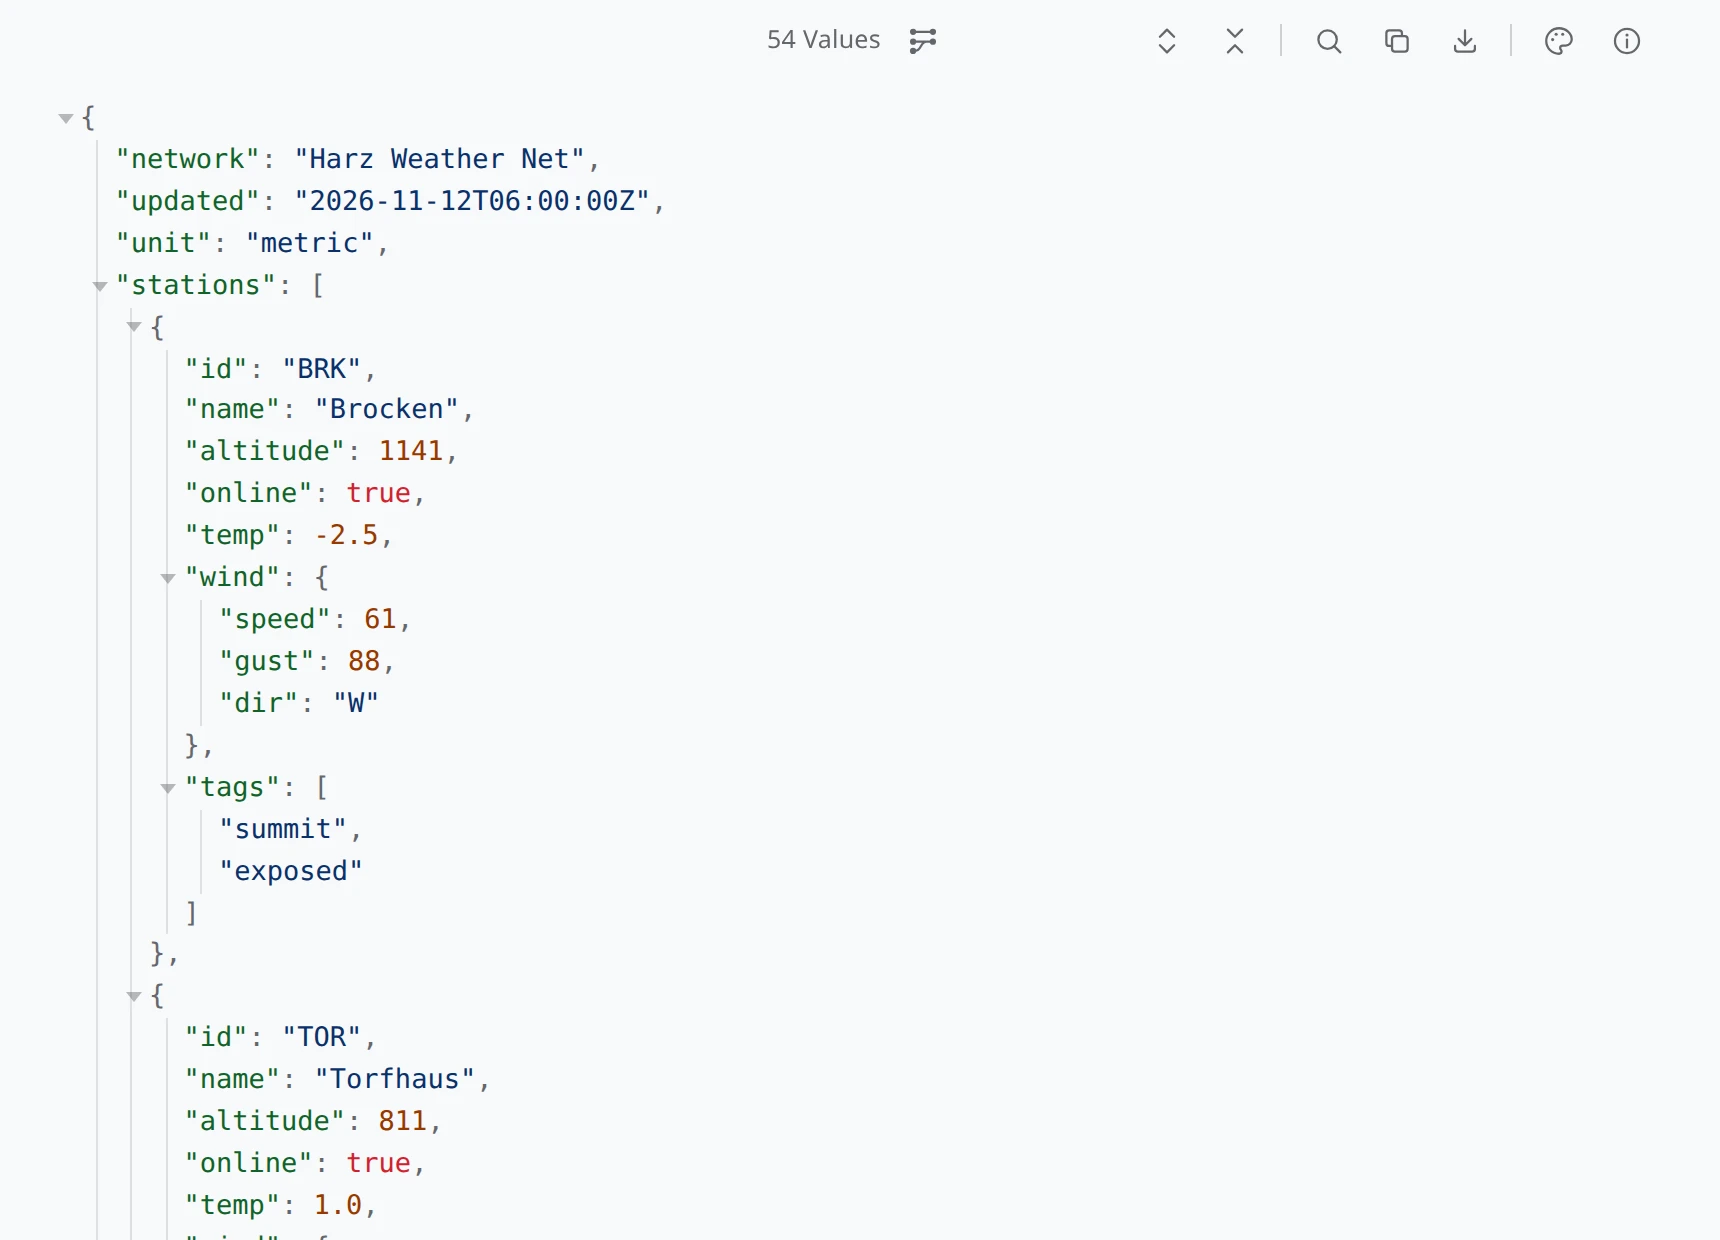 54 Values
{
"network": "Harz Weather Net",
"updated": "2026-11-12T06:00:00Z",
"unit": "metric",
"stations": [
{
"id": "BRK",
"name": "Brocken",
"altitude": 1141,
"online": true,
"temp": -2.5,
"wind": {
"speed": 61,
"gust": 88,
"dir": "W"
},
"tags": [
"summit",
"exposed"
]
},
{
"id": "TOR",
"name": "Torfhaus",
"altitude": 811,
"online": true,
"temp": 1.0,